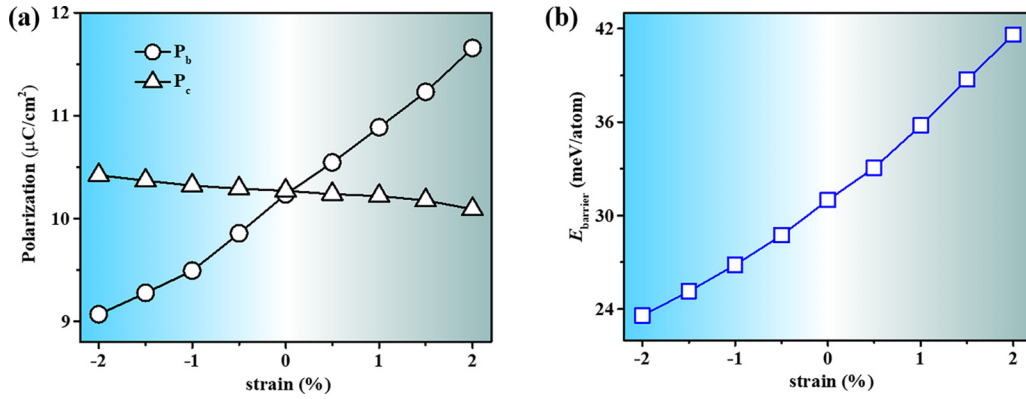 (a)
Polarization (μC/cm²)
12
11
10
9
P_b
P_c
-2 -1 0 1 2
strain (%)
(b)
E_barrier (meV/atom)
42
36
30
24
-2 -1 0 1 2
strain (%)